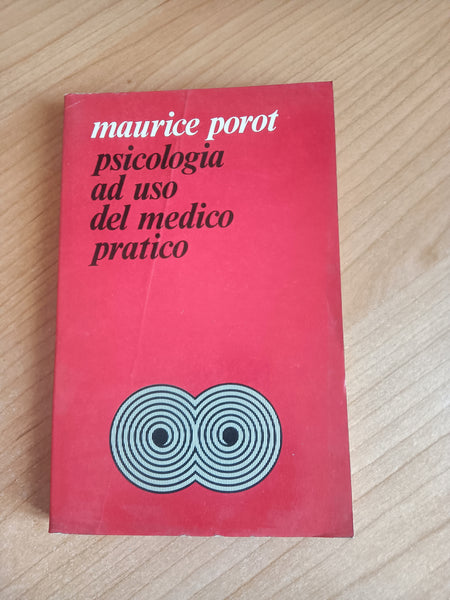 maurice porot
psicologia
ad uso
del medico
pratico